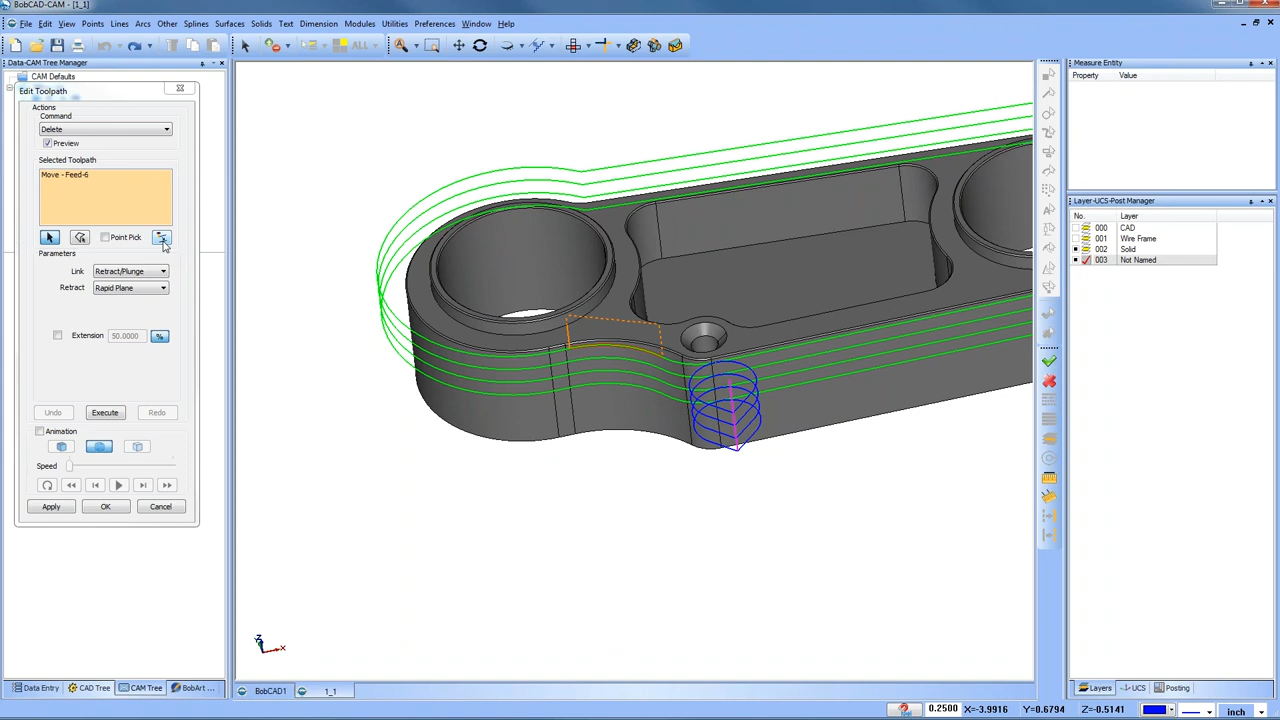 BobCAD-CAM - [1_1]
File Edit View Points Lines Arcs Other Splines Surfaces Solids Text Dimension Modules Utilities Preferences Window Help
ALL
Data-CAM Tree Manager
CAM Defaults
Edit Toolpath
Actions
Command
Delete
Preview
Selected Toolpath
Move - Feed-6
Point Pick
Parameters
Link Retract/Plunge
Retract Rapid Plane
Extension 50.0000 %
Undo Execute Redo
Animation
Speed
Apply OK Cancel
Z
X
Measure Entity
Property Value
Layer-UCS-Post Manager
No. Layer
000 CAD
001 Wire Frame
002 Solid
003 Not Named
Data Entry CAD Tree CAM Tree BobArt ...
BobCAD1 1_1
Layers UCS Posting
0.2500 X=-3.9916 Y=0.6794 Z=-0.5141 inch